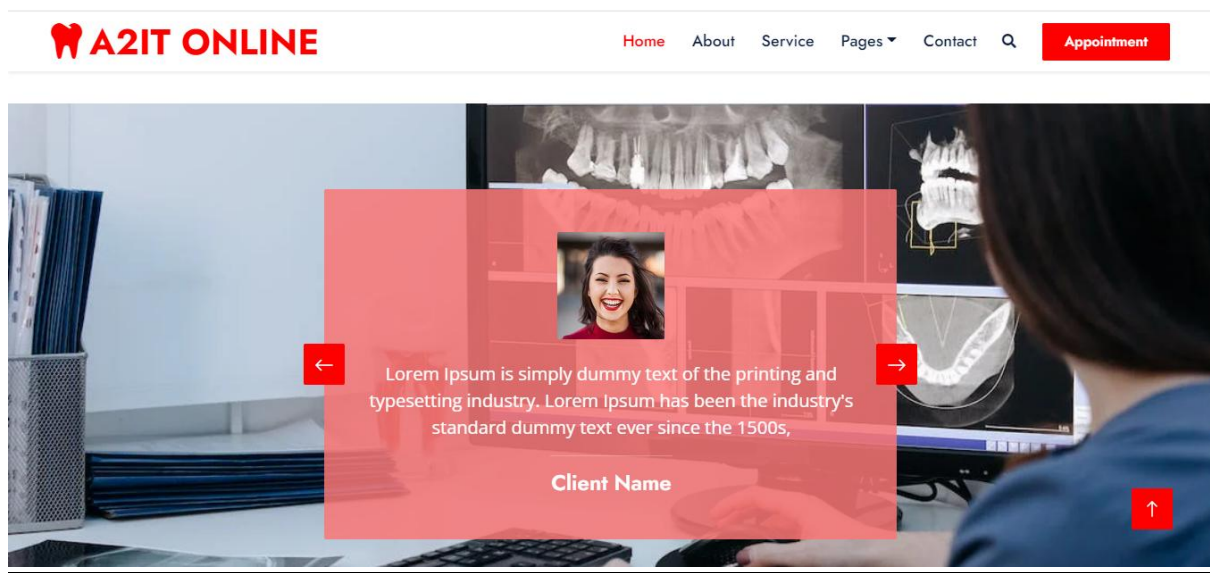 A2IT ONLINE
Home About Service Pages Contact Appointment
Lorem Ipsum is simply dummy text of the printing and
typesetting industry. Lorem Ipsum has been the industry's
standard dummy text ever since the 1500s,
Client Name